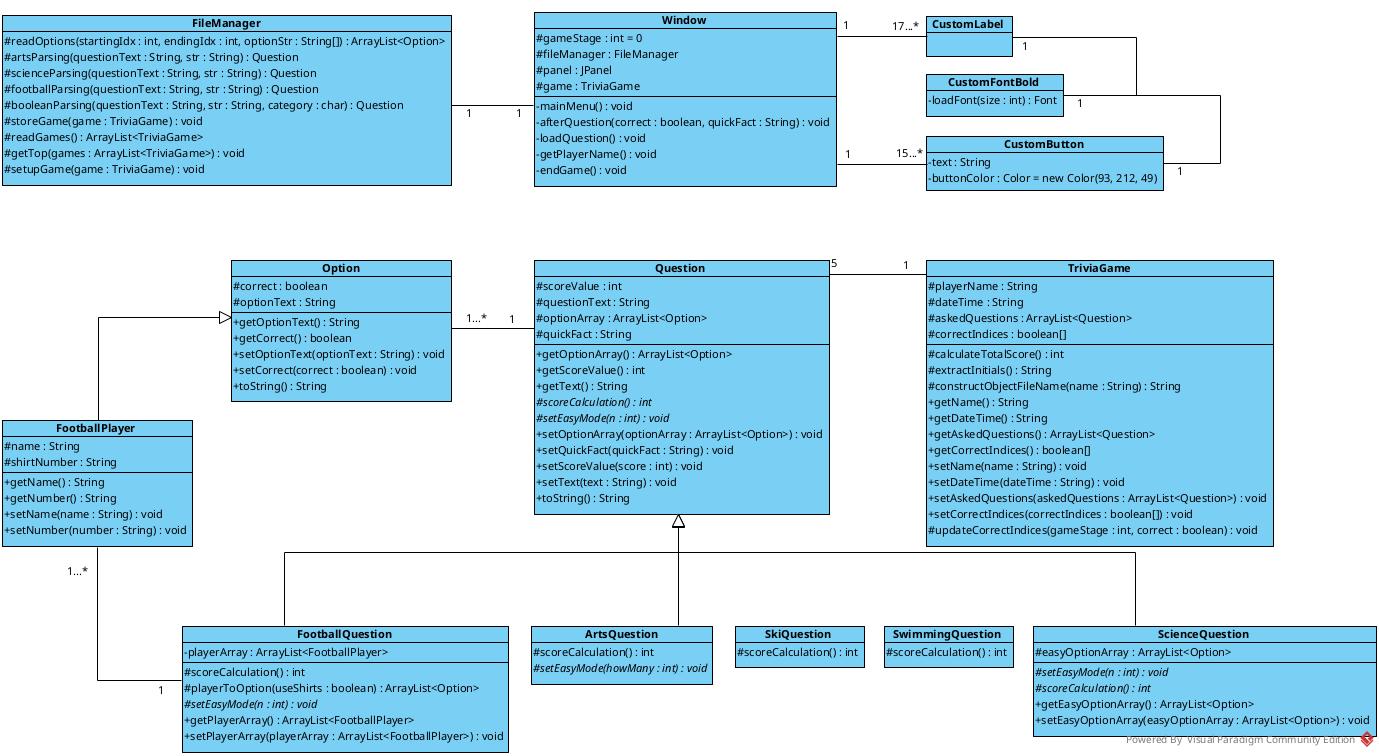 FileManager
#readOptions(startingIdx : int, endingIdx : int, optionStr : String[]) : ArrayList<Option>
#artsParsing(questionText : String, str : String) : Question
#scienceParsing(questionText : String, str : String) : Question
#footballParsing(questionText : String, str : String) : Question
#booleanParsing(questionText : String, str : String, category : char) : Question
#storeGame(game : TriviaGame) : void
#readGames() : ArrayList<TriviaGame>
#getTop(games : ArrayList<TriviaGame>) : void
#setupGame(game : TriviaGame) : void
1
1
Window
#gameStage : int = 0
#fileManager : FileManager
#panel : JPanel
#game : TriviaGame
-mainMenu() : void
-afterQuestion(correct : boolean, quickFact : String) : void
-loadQuestion() : void
-getPlayerName() : void
-endGame() : void
1
17...*
CustomLabel
1
CustomFontBold
-loadFont(size : int) : Font
1
1
15...*
CustomButton
-text : String
-buttonColor : Color = new Color(93, 212, 49)
1
Option
#correct : boolean
#optionText : String
+getOptionText() : String
+getCorrect() : boolean
+setOptionText(optionText : String) : void
+setCorrect(correct : boolean) : void
+toString() : String
1...*
1
Question
#scoreValue : int
#questionText : String
#optionArray : ArrayList<Option>
#quickFact : String
+getOptionArray() : ArrayList<Option>
+getScoreValue() : int
+getText() : String
#scoreCalculation() : int
#setEasyMode(n : int) : void
+setOptionArray(optionArray : ArrayList<Option>) : void
+setQuickFact(quickFact : String) : void
+setScoreValue(score : int) : void
+setText(text : String) : void
+toString() : String
5
1
TriviaGame
#playerName : String
#dateTime : String
#askedQuestions : ArrayList<Question>
#correctIndices : boolean[]
#calculateTotalScore() : int
#extractInitials() : String
#constructObjectFileName(name : String) : String
+getName() : String
+getDateTime() : String
+getAskedQuestions() : ArrayList<Question>
+getCorrectIndices() : boolean[]
+setName(name : String) : void
+setDateTime(dateTime : String) : void
+setAskedQuestions(askedQuestions : ArrayList<Question>) : void
+setCorrectIndices(correctIndices : boolean[]) : void
#updateCorrectIndices(gameStage : int, correct : boolean) : void
FootballPlayer
#name : String
#shirtNumber : String
+getName() : String
+getNumber() : String
+setName(name : String) : void
+setNumber(number : String) : void
1...*
1
FootballQuestion
-playerArray : ArrayList<FootballPlayer>
#scoreCalculation() : int
#playerToOption(useShirts : boolean) : ArrayList<Option>
#setEasyMode(n : int) : void
+getPlayerArray() : ArrayList<FootballPlayer>
+setPlayerArray(playerArray : ArrayList<FootballPlayer>) : void
ArtsQuestion
#scoreCalculation() : int
#setEasyMode(howMany : int) : void
SkiQuestion
#scoreCalculation() : int
SwimmingQuestion
#scoreCalculation() : int
ScienceQuestion
#easyOptionArray : ArrayList<Option>
#setEasyMode(n : int) : void
#scoreCalculation() : int
+getEasyOptionArray() : ArrayList<Option>
+setEasyOptionArray(easyOptionArray : ArrayList<Option>) : void
Powered By Visual Paradigm Community Edition